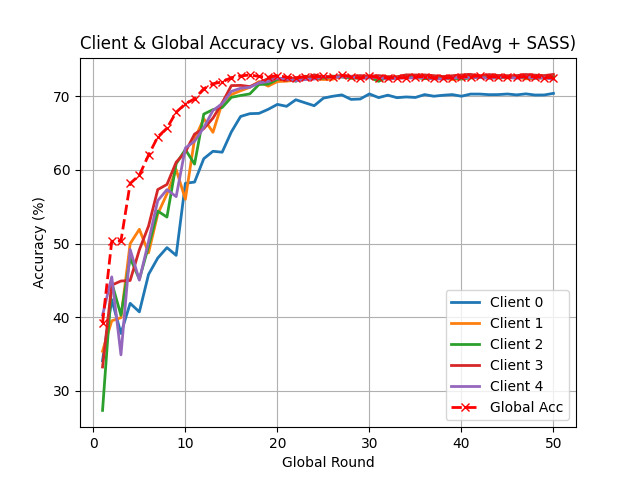 Client & Global Accuracy vs. Global Round (FedAvg + SASS)
Accuracy (%)
70
60
50
40
30
0
10
20
30
40
50
Global Round
Client 0
Client 1
Client 2
Client 3
Client 4
Global Acc